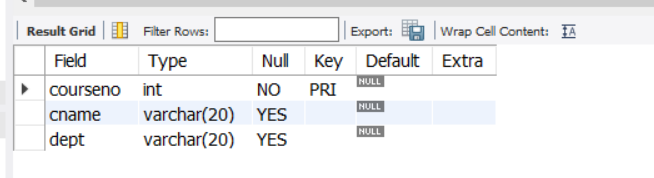 Result Grid Filter Rows: Export: Wrap Cell Content: IA
Field Type Null Key Default Extra
courseno int NO PRI NULL
cname varchar(20) YES NULL
dept varchar(20) YES NULL